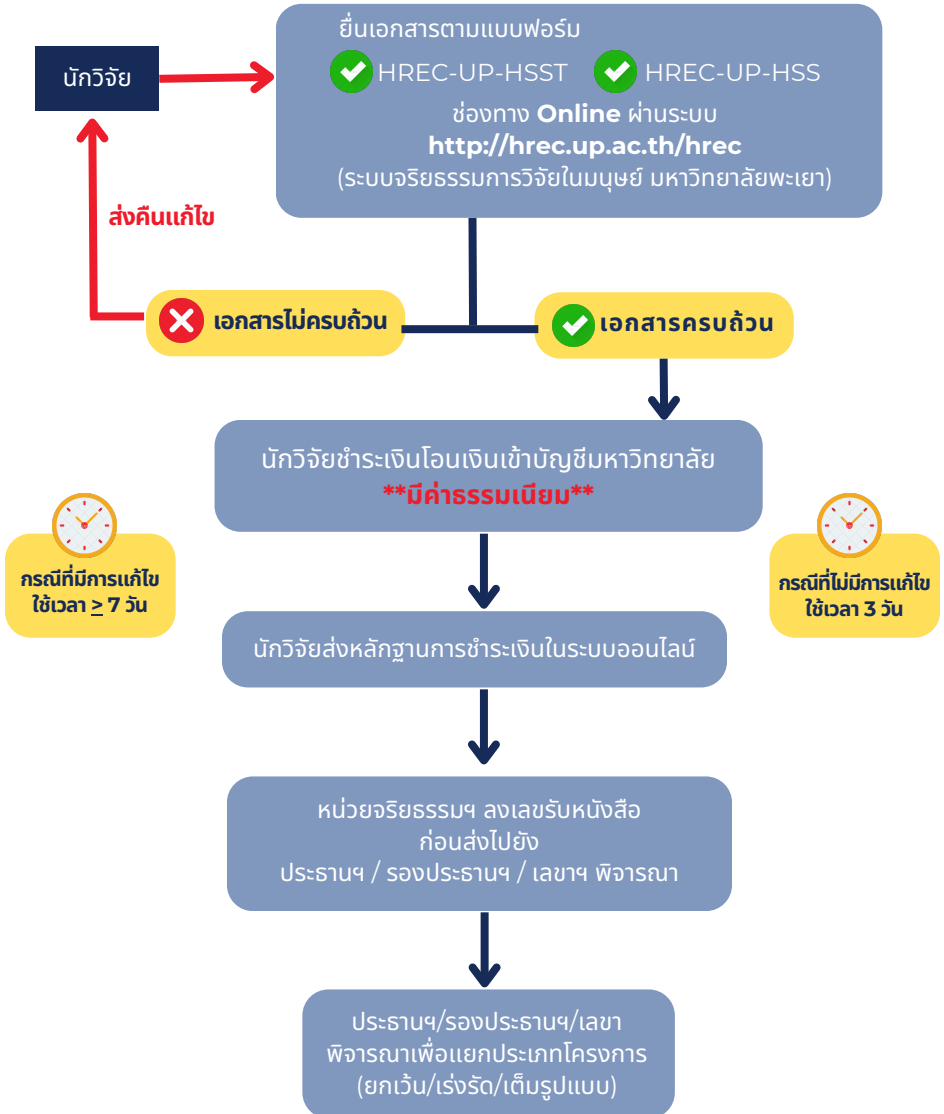 ยื่นเอกสารตามแบบฟอร์ม
นักวิจัย
HREC-UP-HSST HREC-UP-HSS
ช่องทาง Online ผ่านระบบ
http://hrec.up.ac.th/hrec
(ระบบจริยธรรมการวิจัยในมนุษย์ มหาวิทยาลัยพะเยา)
ส่งคืนแก้ไข
เอกสารไม่ครบถ้วน
เอกสารครบถ้วน
นักวิจัยชำระเงินโอนเงินเข้าบัญชีมหาวิทยาลัย
**มีค่าธรรมเนียม**
กรณีที่มีการแก้ไข
ใช้เวลา ≥ 7 วัน
กรณีที่ไม่มีการแก้ไข
ใช้เวลา 3 วัน
นักวิจัยส่งหลักฐานการชำระเงินในระบบออนไลน์
หน่วยจริยธรรมฯ ลงเลขรับหนังสือ
ก่อนส่งไปยัง
ประธานฯ / รองประธานฯ / เลขาฯ พิจารณา
ประธานฯ/รองประธานฯ/เลขา
พิจารณาเพื่อแยกประเภทโครงการ
(ยกเว้น/เร่งรัด/เต็มรูปแบบ)